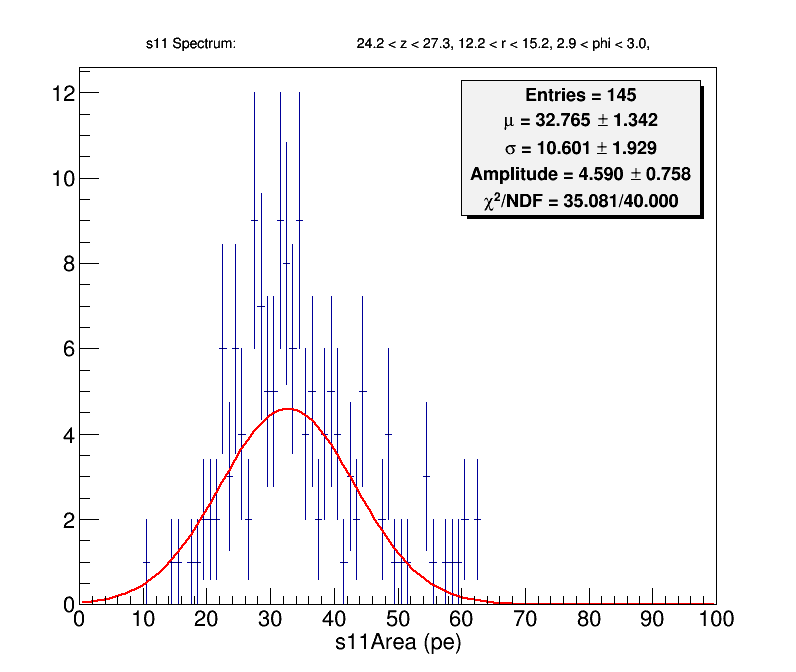 s11 Spectrum: 24.2 < z < 27.3, 12.2 < r < 15.2, 2.9 < phi < 3.0,
Entries = 145
μ = 32.765 ± 1.342
σ = 10.601 ± 1.929
Amplitude = 4.590 ± 0.758
χ²/NDF = 35.081/40.000
12
10
8
6
4
2
0
0 10 20 30 40 50 60 70 80 90 100
s11Area (pe)